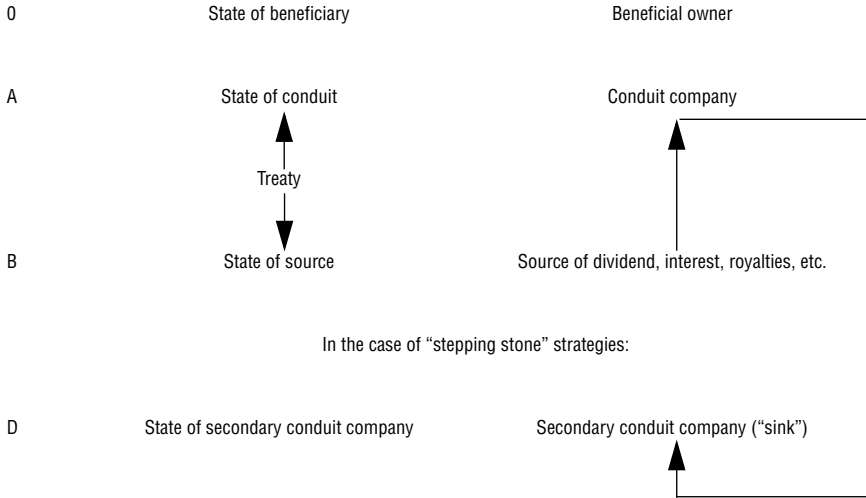 0 State of beneficiary Beneficial owner
A State of conduit Conduit company
Treaty
B State of source Source of dividend, interest, royalties, etc.
In the case of “stepping stone” strategies:
D State of secondary conduit company Secondary conduit company (“sink”)